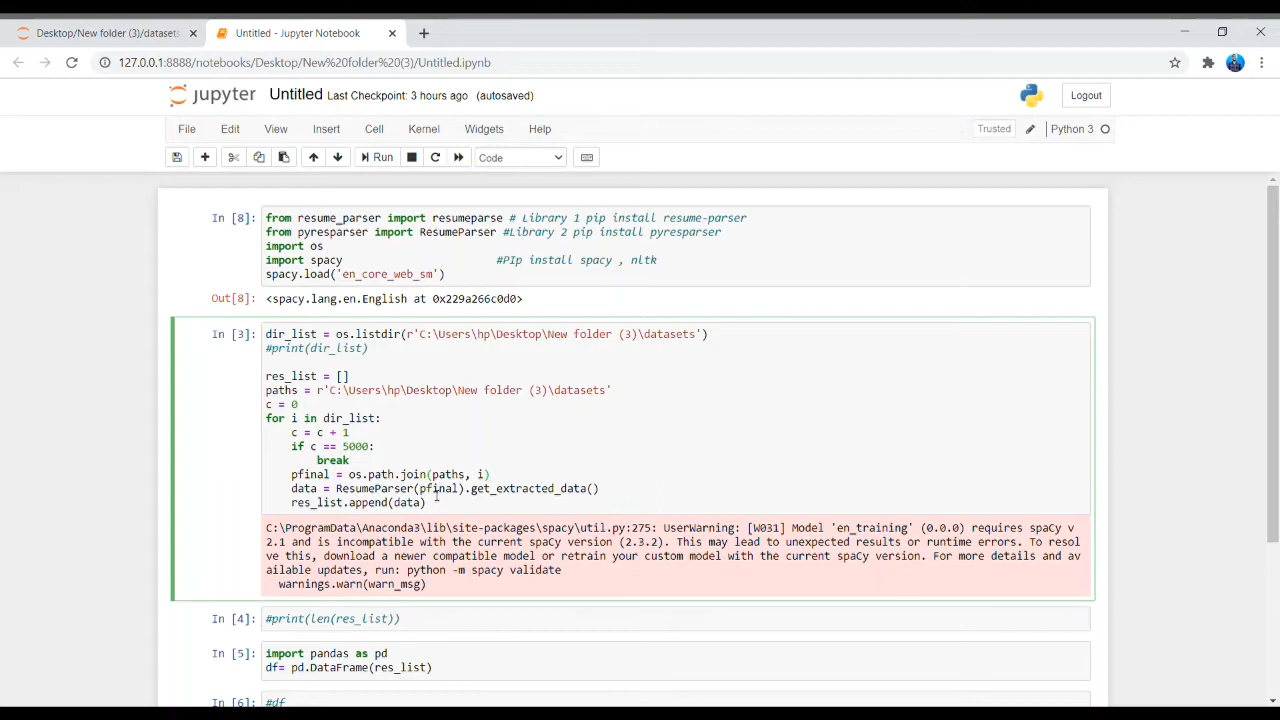 Desktop/New folder (3)/datasets
Untitled - Jupyter Notebook
127.0.0.1:8888/notebooks/Desktop/New%20folder%20(3)/Untitled.ipynb
jupyter Untitled Last Checkpoint: 3 hours ago (autosaved)
Logout
File Edit View Insert Cell Kernel Widgets Help
Trusted Python 3
Run Code
In [8]: from resume_parser import resumeparse # Library 1 pip install resume-parser
from pyresparser import ResumeParser #Library 2 pip install pyresparser
import os
import spacy #PIp install spacy , nltk
spacy.load('en_core_web_sm')
Out[8]: <spacy.lang.en.English at 0x229a266c0d0>
In [3]: dir_list = os.listdir(r'C:\Users\hp\Desktop\New folder (3)\datasets')
#print(dir_list)
res_list = []
paths = r'C:\Users\hp\Desktop\New folder (3)\datasets'
c = 0
for i in dir_list:
c = c + 1
if c == 5000:
break
pfinal = os.path.join(paths, i)
data = ResumeParser(pfinal).get_extracted_data()
res_list.append(data)
C:\ProgramData\Anaconda3\lib\site-packages\spacy\util.py:275: UserWarning: [W031] Model 'en_training' (0.0.0) requires spaCy v
2.1 and is incompatible with the current spaCy version (2.3.2). This may lead to unexpected results or runtime errors. To resol
ve this, download a newer compatible model or retrain your custom model with the current spaCy version. For more details and av
ailable updates, run: python -m spacy validate
warnings.warn(warn_msg)
In [4]: #print(len(res_list))
In [5]: import pandas as pd
df= pd.DataFrame(res_list)
In [6]: #df